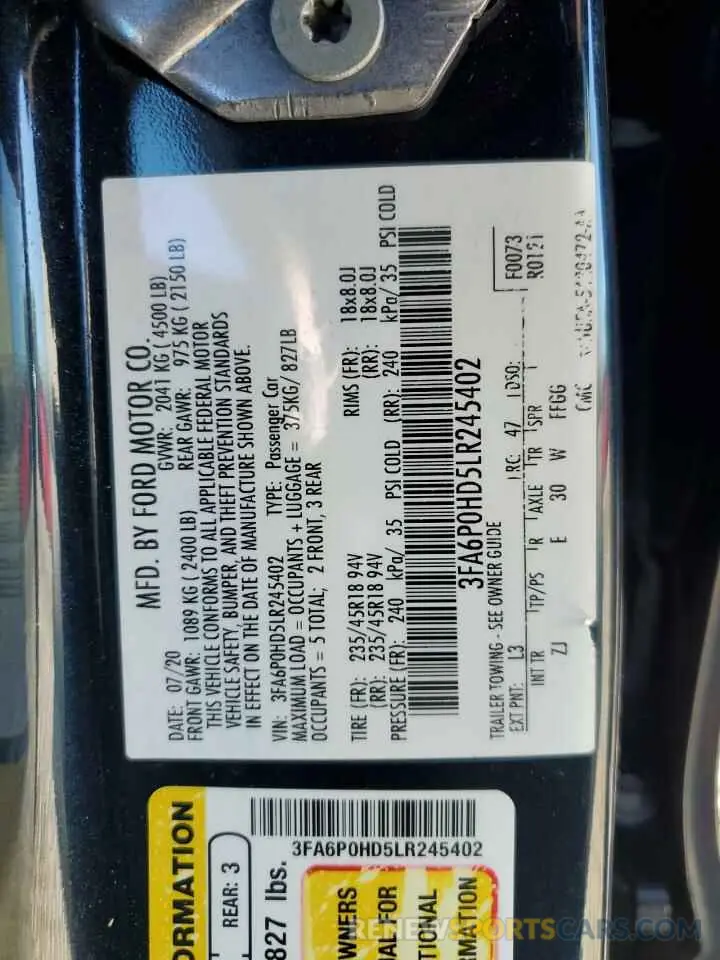 MFD. BY FORD MOTOR CO.
DATE: 07/20 GVWR: 2041 KG ( 4500 LB)
FRONT GAWR: 1089 KG ( 2400 LB) REAR GAWR: 975 KG ( 2150 LB)
THIS VEHICLE CONFORMS TO ALL APPLICABLE FEDERAL MOTOR
VEHICLE SAFETY, BUMPER, AND THEFT PREVENTION STANDARDS
IN EFFECT ON THE DATE OF MANUFACTURE SHOWN ABOVE.
VIN: 3FA6P0HD5LR245402 TYPE: Passenger Car
MAXIMUM LOAD = OCCUPANTS + LUGGAGE = 375KG/ 827LB
OCCUPANTS = 5 TOTAL; 2 FRONT, 3 REAR
TIRE (FR): 235/45R18 94V RIMS (FR): 18x8.0J
(RR): 235/45R18 94V (RR): 18x8.0J
PRESSURE (FR): 240 kPa/ 35 PSI COLD (RR): 240 kPa/ 35 PSI COLD
3FA6P0HD5LR245402
TRAILER TOWING - SEE OWNER GUIDE
EXT PNT: L3 RC: 47 DSO: F0073
INT TR TP/PS R AXLE TR SPR R0121
ZJ E 30 W FFGG
3FA6P0HD5LR245402
ORMATION
REAR: 3
827 lbs.
OWNERS
FOR
TIONAL
RMATION
RENEWSPORTSCARS.COM